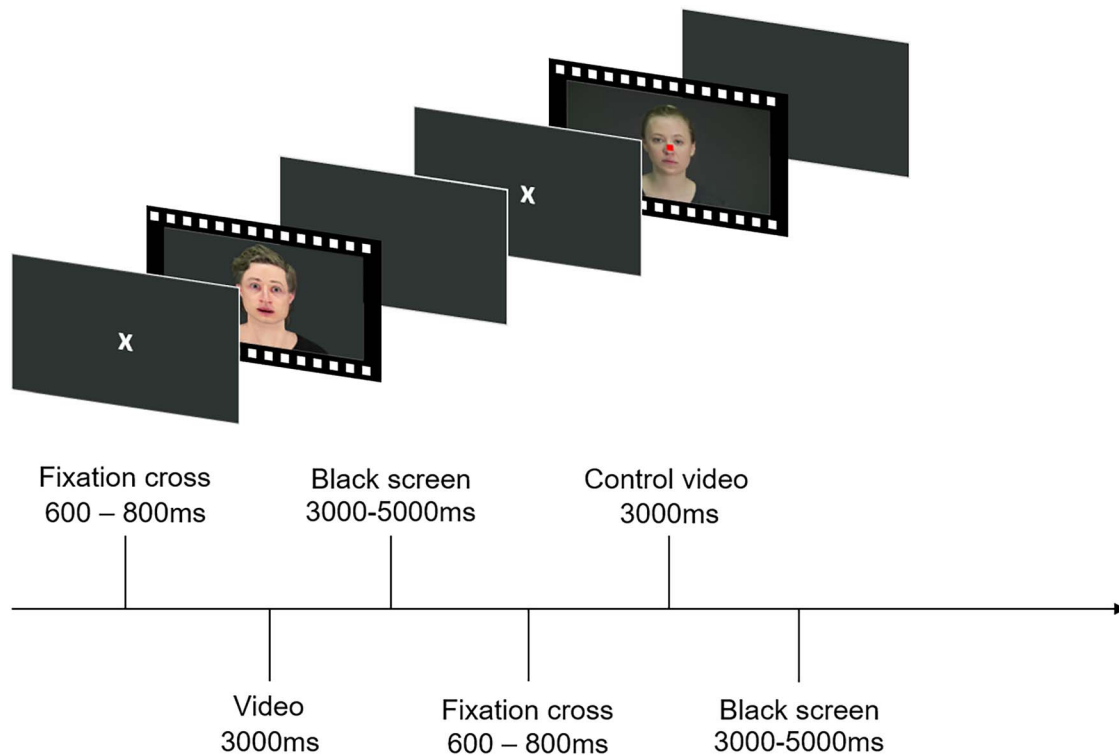 X
X
Fixation cross
600 – 800ms
Black screen
3000-5000ms
Control video
3000ms
Video
3000ms
Fixation cross
600 – 800ms
Black screen
3000-5000ms